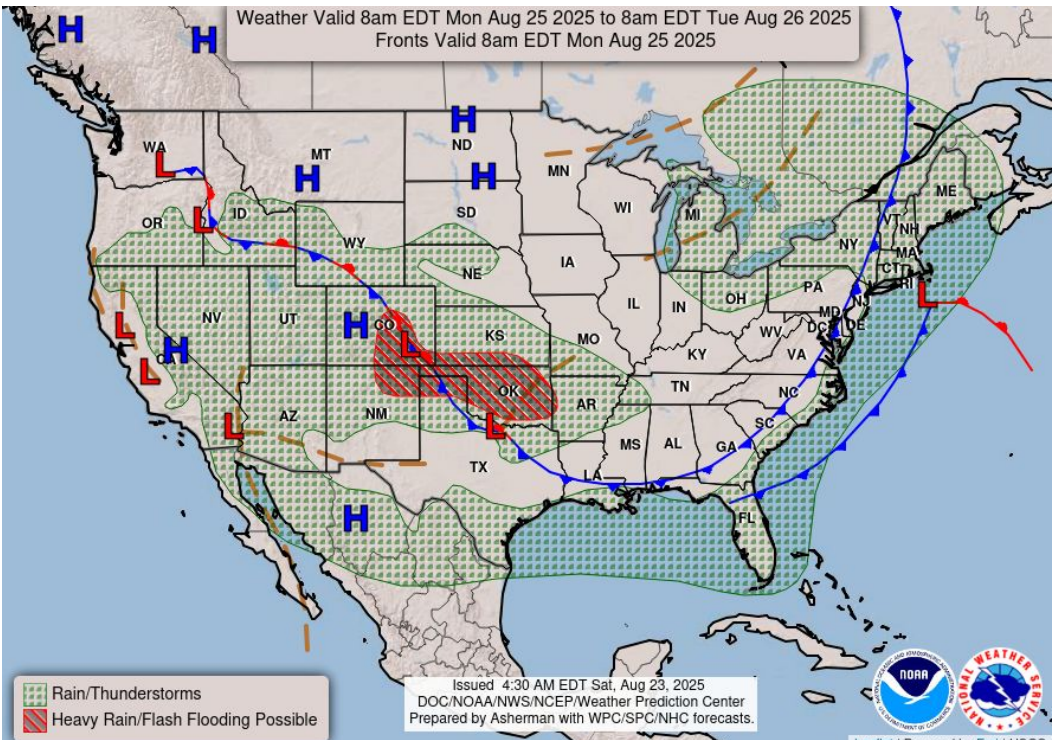 Weather Valid 8am EDT Mon Aug 25 2025 to 8am EDT Tue Aug 26 2025
Fronts Valid 8am EDT Mon Aug 25 2025
H
H
H
ND
WA
L
MT
H
H
MN
ME
OR
L
ID
SD
WI
MI
VT
NH
WY
NY
MA
CT
RI
NE
IA
PA
L
NV
UT
H
CO
L
KS
IL
IN
OH
MD
NJ
DC
DE
WV
L
CA
H
MO
KY
VA
L
OK
TN
NC
L
AZ
NM
L
AR
SC
TX
MS
AL
GA
LA
H
FL
Rain/Thunderstorms
Heavy Rain/Flash Flooding Possible
Issued 4:30 AM EDT Sat, Aug 23, 2025
DOC/NOAA/NWS/NCEP/Weather Prediction Center
Prepared by Asherman with WPC/SPC/NHC forecasts.
NOAA
NATIONAL WEATHER SERVICE